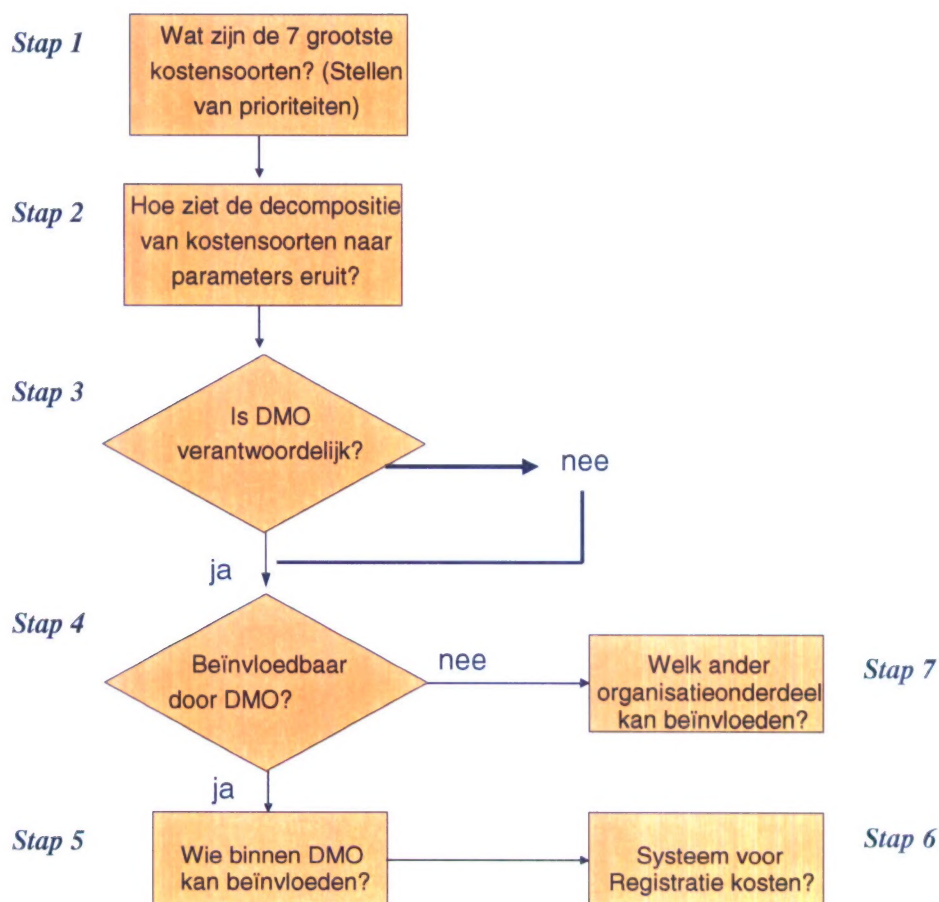 Stap 1
Wat zijn de 7 grootste
kostensoorten? (Stellen
van prioriteiten)
Stap 2
Hoe ziet de decompositie
van kostensoorten naar
parameters eruit?
Stap 3
Is DMO
verantwoordelijk?
nee
ja
Stap 4
Beïnvloedbaar
door DMO?
nee
Welk ander
organisatieonderdeel
kan beïnvloeden?
Stap 7
ja
Stap 5
Wie binnen DMO
kan beïnvloeden?
Systeem voor
Registratie kosten?
Stap 6